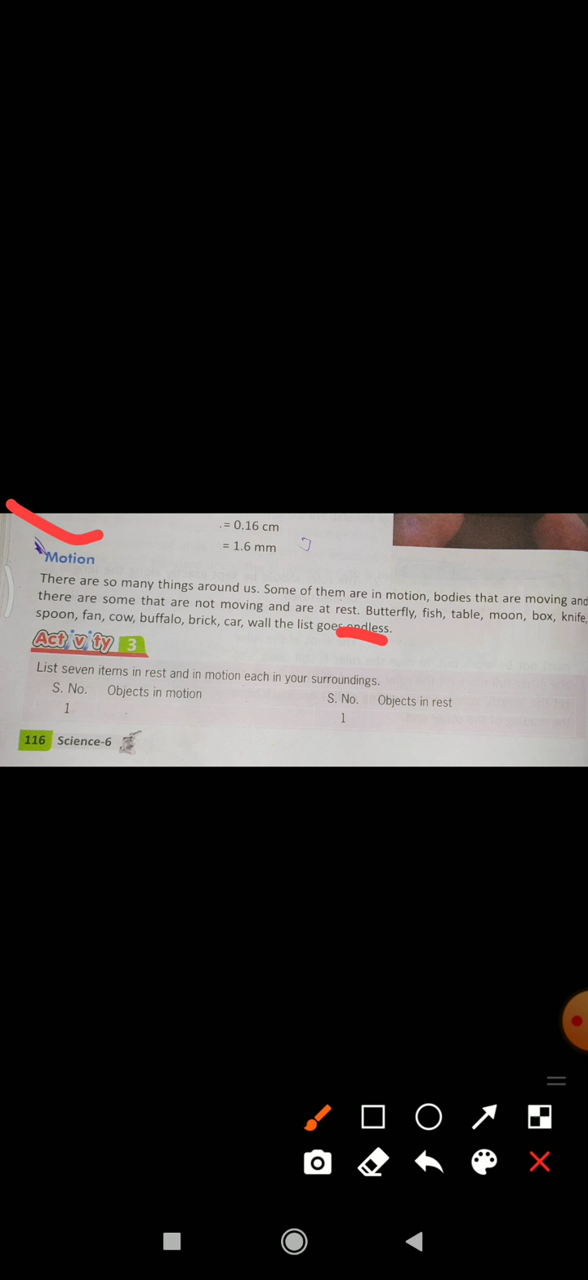 .= 0.16 cm
= 1.6 mm
Motion
There are so many things around us. Some of them are in motion, bodies that are moving and
there are some that are not moving and are at rest. Butterfly, fish, table, moon, box, knife,
spoon, fan, cow, buffalo, brick, car, wall the list goes endless.
Activity 3
List seven items in rest and in motion each in your surroundings.
S. No. Objects in motion S. No. Objects in rest
1 1
116 Science-6